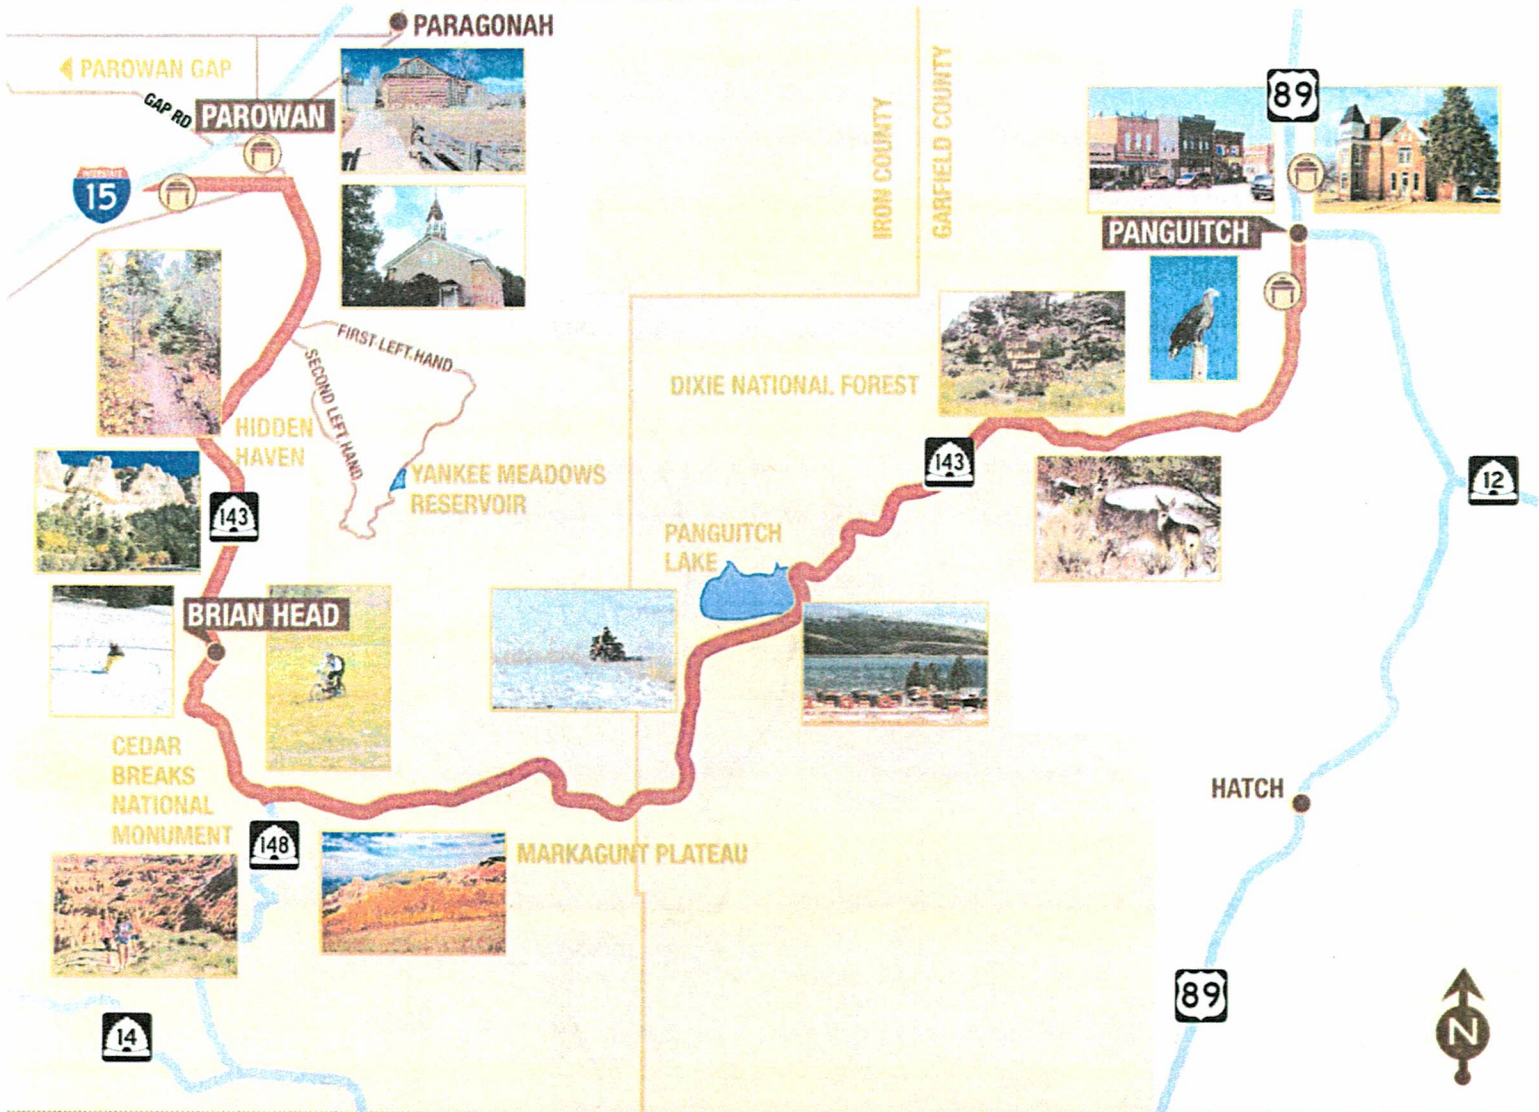 PARAGONAH
PAROWAN GAP
GAP RD
PAROWAN
INTERSTATE
15
IRON COUNTY
GARFIELD COUNTY
89
PANGUITCH
FIRST LEFT HAND
SECOND LEFT HAND
HIDDEN
HAVEN
DIXIE NATIONAL FOREST
143
YANKEE MEADOWS
RESERVOIR
12
143
PANGUITCH
LAKE
BRIAN HEAD
CEDAR
BREAKS
NATIONAL
MONUMENT
HATCH
148
MARKAGUNT PLATEAU
89
14
N